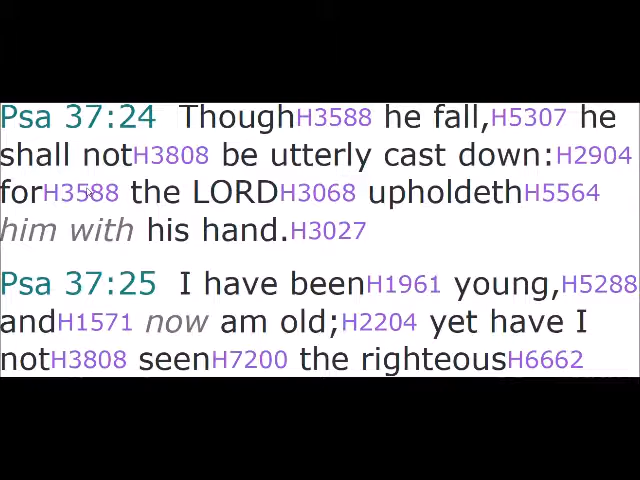 Psa 37:24 ThoughH3588 he fall,H5307 he
shall notH3808 be utterly cast down:H2904
forH3588 the LORDH3068 upholdethH5564
him with his hand.H3027
Psa 37:25 I have beenH1961 young,H5288
andH1571 now am old;H2204 yet have I
notH3808 seenH7200 the righteousH6662